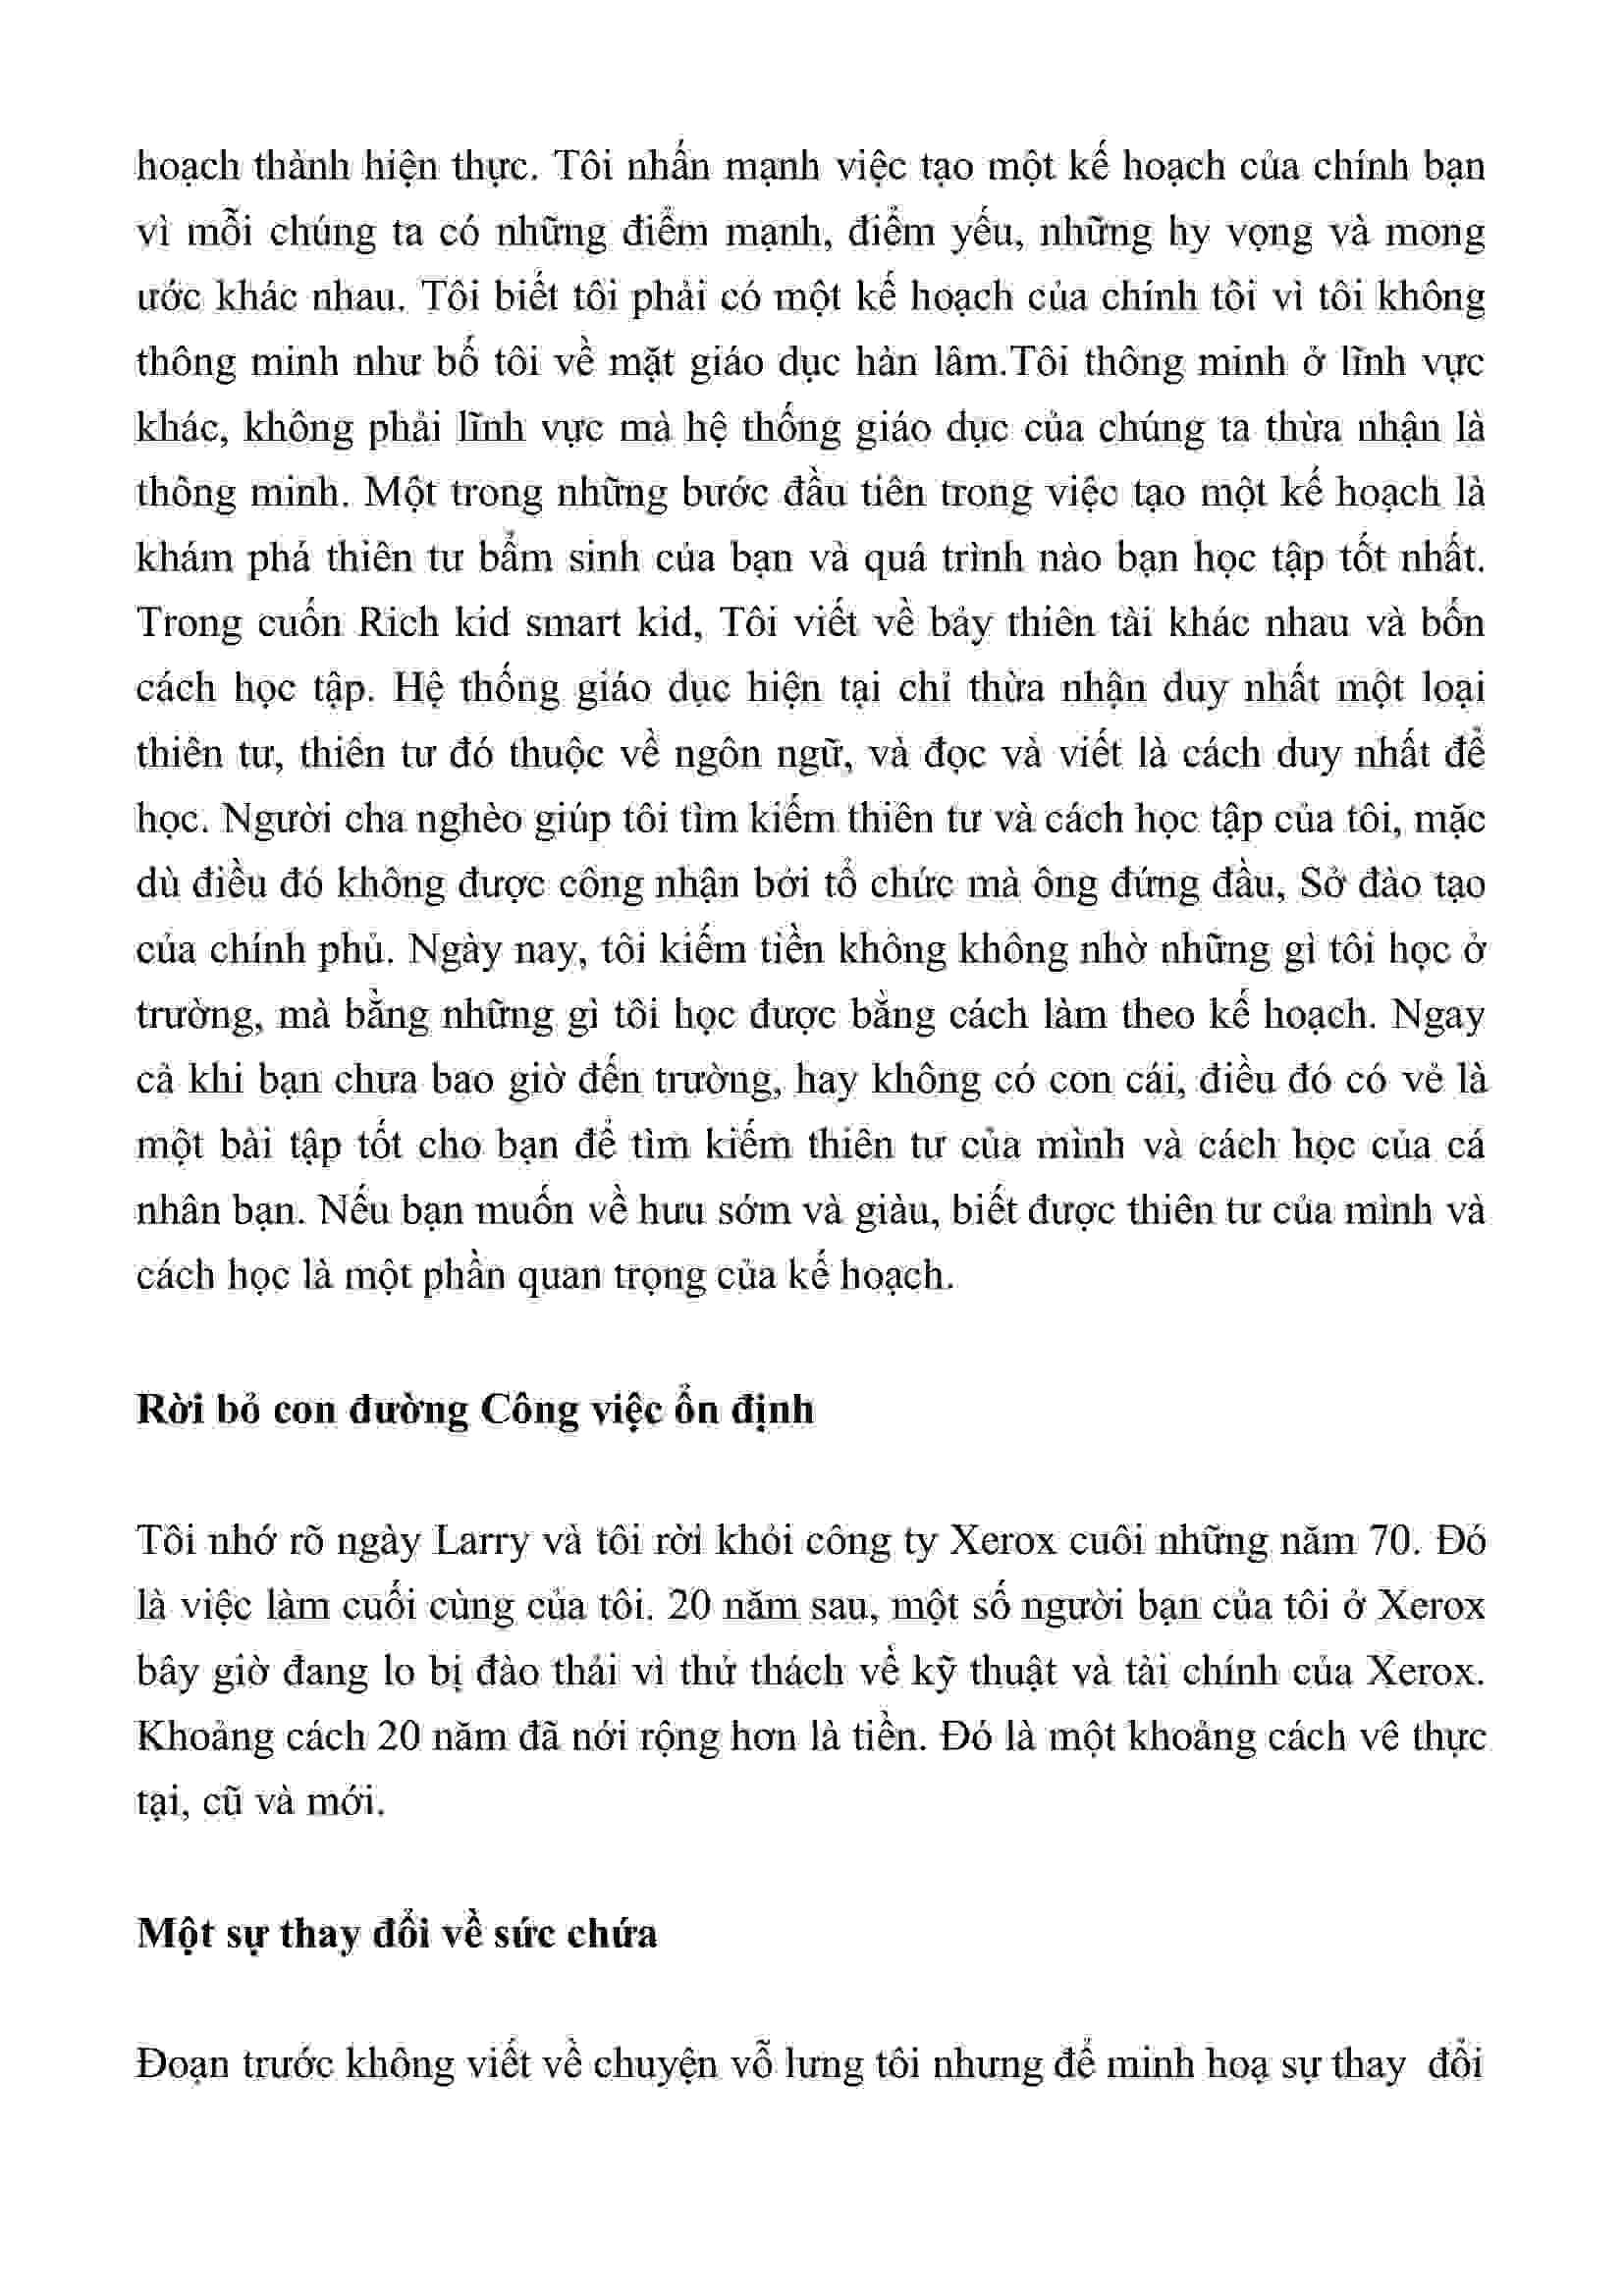 hoạch thành hiện thực. Tôi nhấn mạnh việc tạo một kế hoạch của chính bạn
vì mỗi chúng ta có những điểm mạnh, điểm yếu, những hy vọng và mong
ước khác nhau. Tôi biết tôi phải có một kế hoạch của chính tôi vì tôi không
thông minh như bố tôi về mặt giáo dục hàn lâm.Tôi thông minh ở lĩnh vực
khác, không phải lĩnh vực mà hệ thống giáo dục của chúng ta thừa nhận là
thông minh. Một trong những bước đầu tiên trong việc tạo một kế hoạch là
khám phá thiên tư bẩm sinh của bạn và quá trình nào bạn học tập tốt nhất.
Trong cuốn Rich kid smart kid, Tôi viết về bảy thiên tài khác nhau và bốn
cách học tập. Hệ thống giáo dục hiện tại chỉ thừa nhận duy nhất một loại
thiên tư, thiên tư đó thuộc về ngôn ngữ, và đọc và viết là cách duy nhất để
học. Người cha nghèo giúp tôi tìm kiếm thiên tư và cách học tập của tôi, mặc
dù điều đó không được công nhận bởi tổ chức mà ông đứng đầu, Sở đào tạo
của chính phủ. Ngày nay, tôi kiếm tiền không không nhờ những gì tôi học ở
trường, mà bằng những gì tôi học được bằng cách làm theo kế hoạch. Ngay
cả khi bạn chưa bao giờ đến trường, hay không có con cái, điều đó có vẻ là
một bài tập tốt cho bạn để tìm kiếm thiên tư của mình và cách học của cá
nhân bạn. Nếu bạn muốn về hưu sớm và giàu, biết được thiên tư của mình và
cách học là một phần quan trọng của kế hoạch.
Rời bỏ con đường Công việc ổn định
Tôi nhớ rõ ngày Larry và tôi rời khỏi công ty Xerox cuôi những năm 70. Đó
là việc làm cuối cùng của tôi. 20 năm sau, một số người bạn của tôi ở Xerox
bây giờ đang lo bị đào thải vì thử thách về kỹ thuật và tài chính của Xerox.
Khoảng cách 20 năm đã nới rộng hơn là tiền. Đó là một khoảng cách vê thực
tại, cũ và mới.
Một sự thay đổi về sức chứa
Đoạn trước không viết về chuyện vỗ lưng tôi nhưng để minh hoạ sự thay  đổi